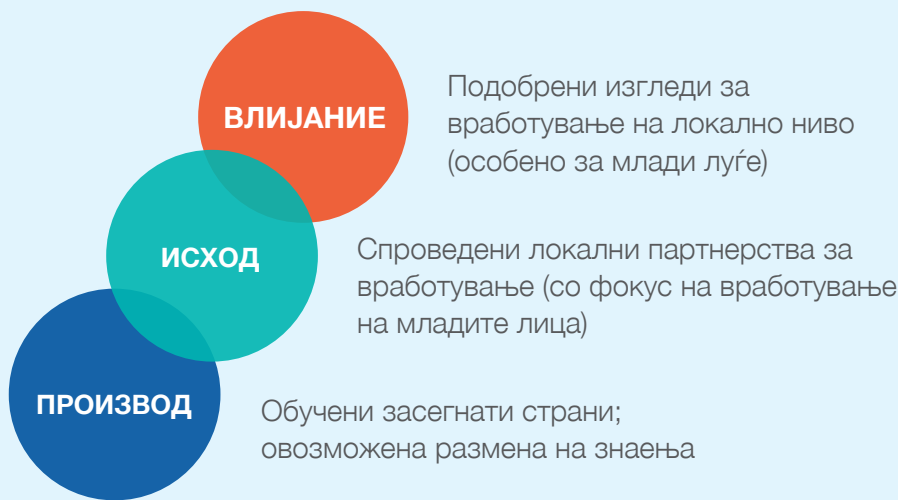 ВЛИЈАНИЕ
Подобрени изгледи за
вработување на локално ниво
(особено за млади луѓе)
ИСХОД
Спроведени локални партнерства за
вработување (со фокус на вработување
на младите лица)
ПРОИЗВОД
Обучени засегнати страни;
овозможена размена на знаења